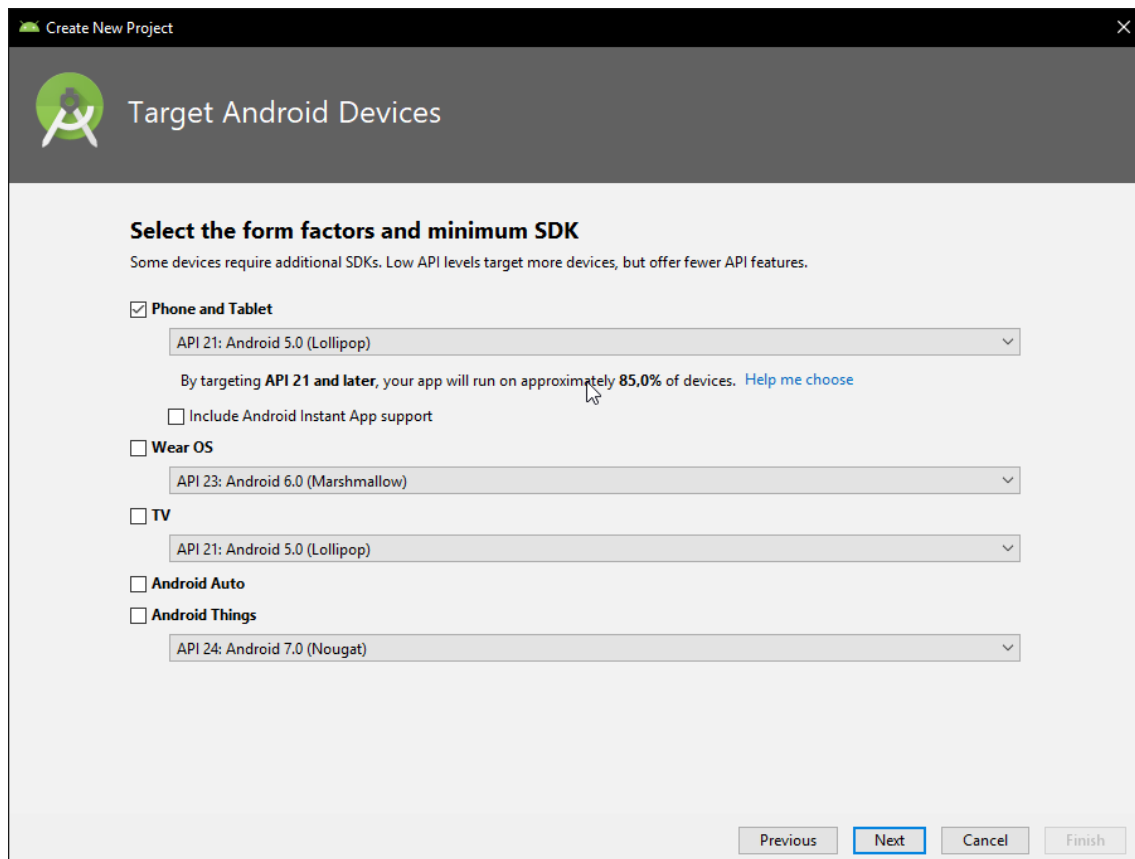 Create New Project
Target Android Devices
Select the form factors and minimum SDK
Some devices require additional SDKs. Low API levels target more devices, but offer fewer API features.
Phone and Tablet
API 21: Android 5.0 (Lollipop)
By targeting API 21 and later, your app will run on approximately 85,0% of devices. Help me choose
Include Android Instant App support
Wear OS
API 23: Android 6.0 (Marshmallow)
TV
API 21: Android 5.0 (Lollipop)
Android Auto
Android Things
API 24: Android 7.0 (Nougat)
Previous Next Cancel Finish